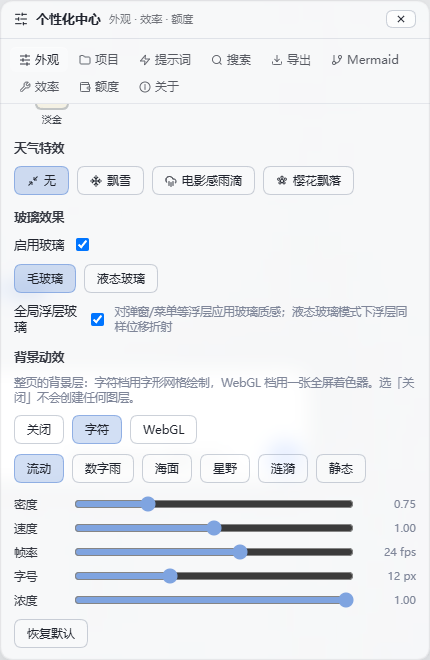 个性化中心 外观 · 效率 · 额度
外观 项目 提示词 搜索 导出 Mermaid
效率 额度 关于
淡金
天气特效
无 飘雪 电影感雨滴 樱花飘落
玻璃效果
启用玻璃
毛玻璃 液态玻璃
全局浮层玻
璃
对弹窗/菜单等浮层应用玻璃质感；液态玻璃模式下浮层同
样位移折射
背景动效
整页的背景层：字符档用字形网格绘制，WebGL 档用一张全屏着色器。选「关
闭」不会创建任何图层。
关闭 字符 WebGL
流动 数字雨 海面 星野 涟漪 静态
密度 0.75
速度 1.00
帧率 24 fps
字号 12 px
浓度 1.00
恢复默认